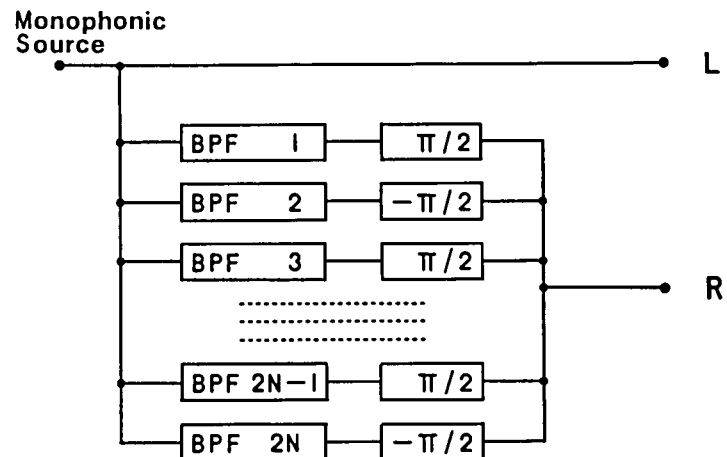 Monophonic
Source
L
BPF 1 π/2
BPF 2 −π/2
BPF 3 π/2
R
BPF 2N−1 π/2
BPF 2N −π/2